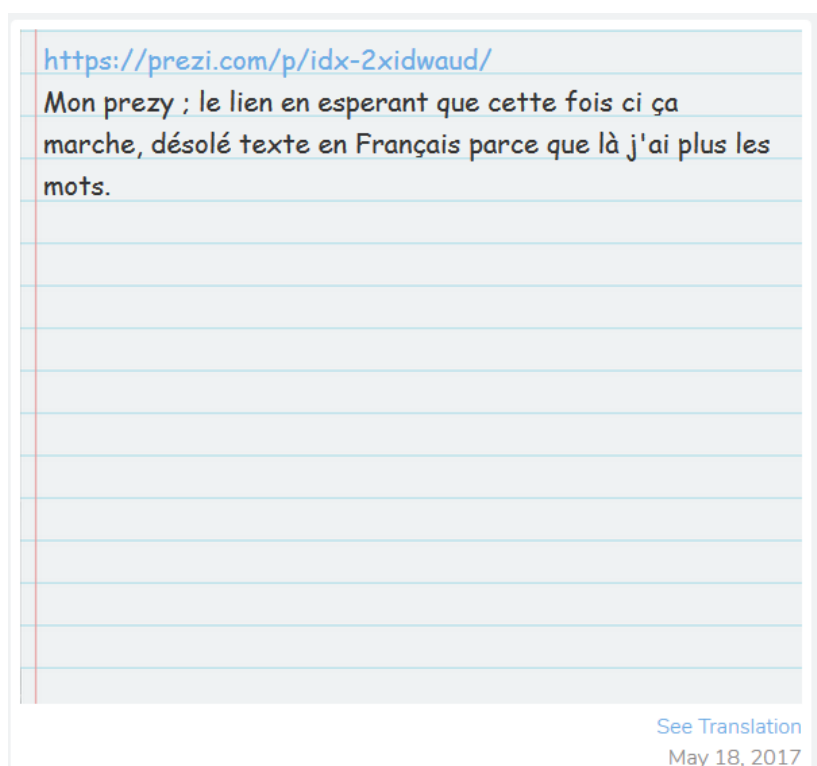 https://prezi.com/p/idx-2xidwaud/
Mon prezy ; le lien en esperant que cette fois ci ça
marche, désolé texte en Français parce que là j'ai plus les
mots.
See Translation
May 18, 2017